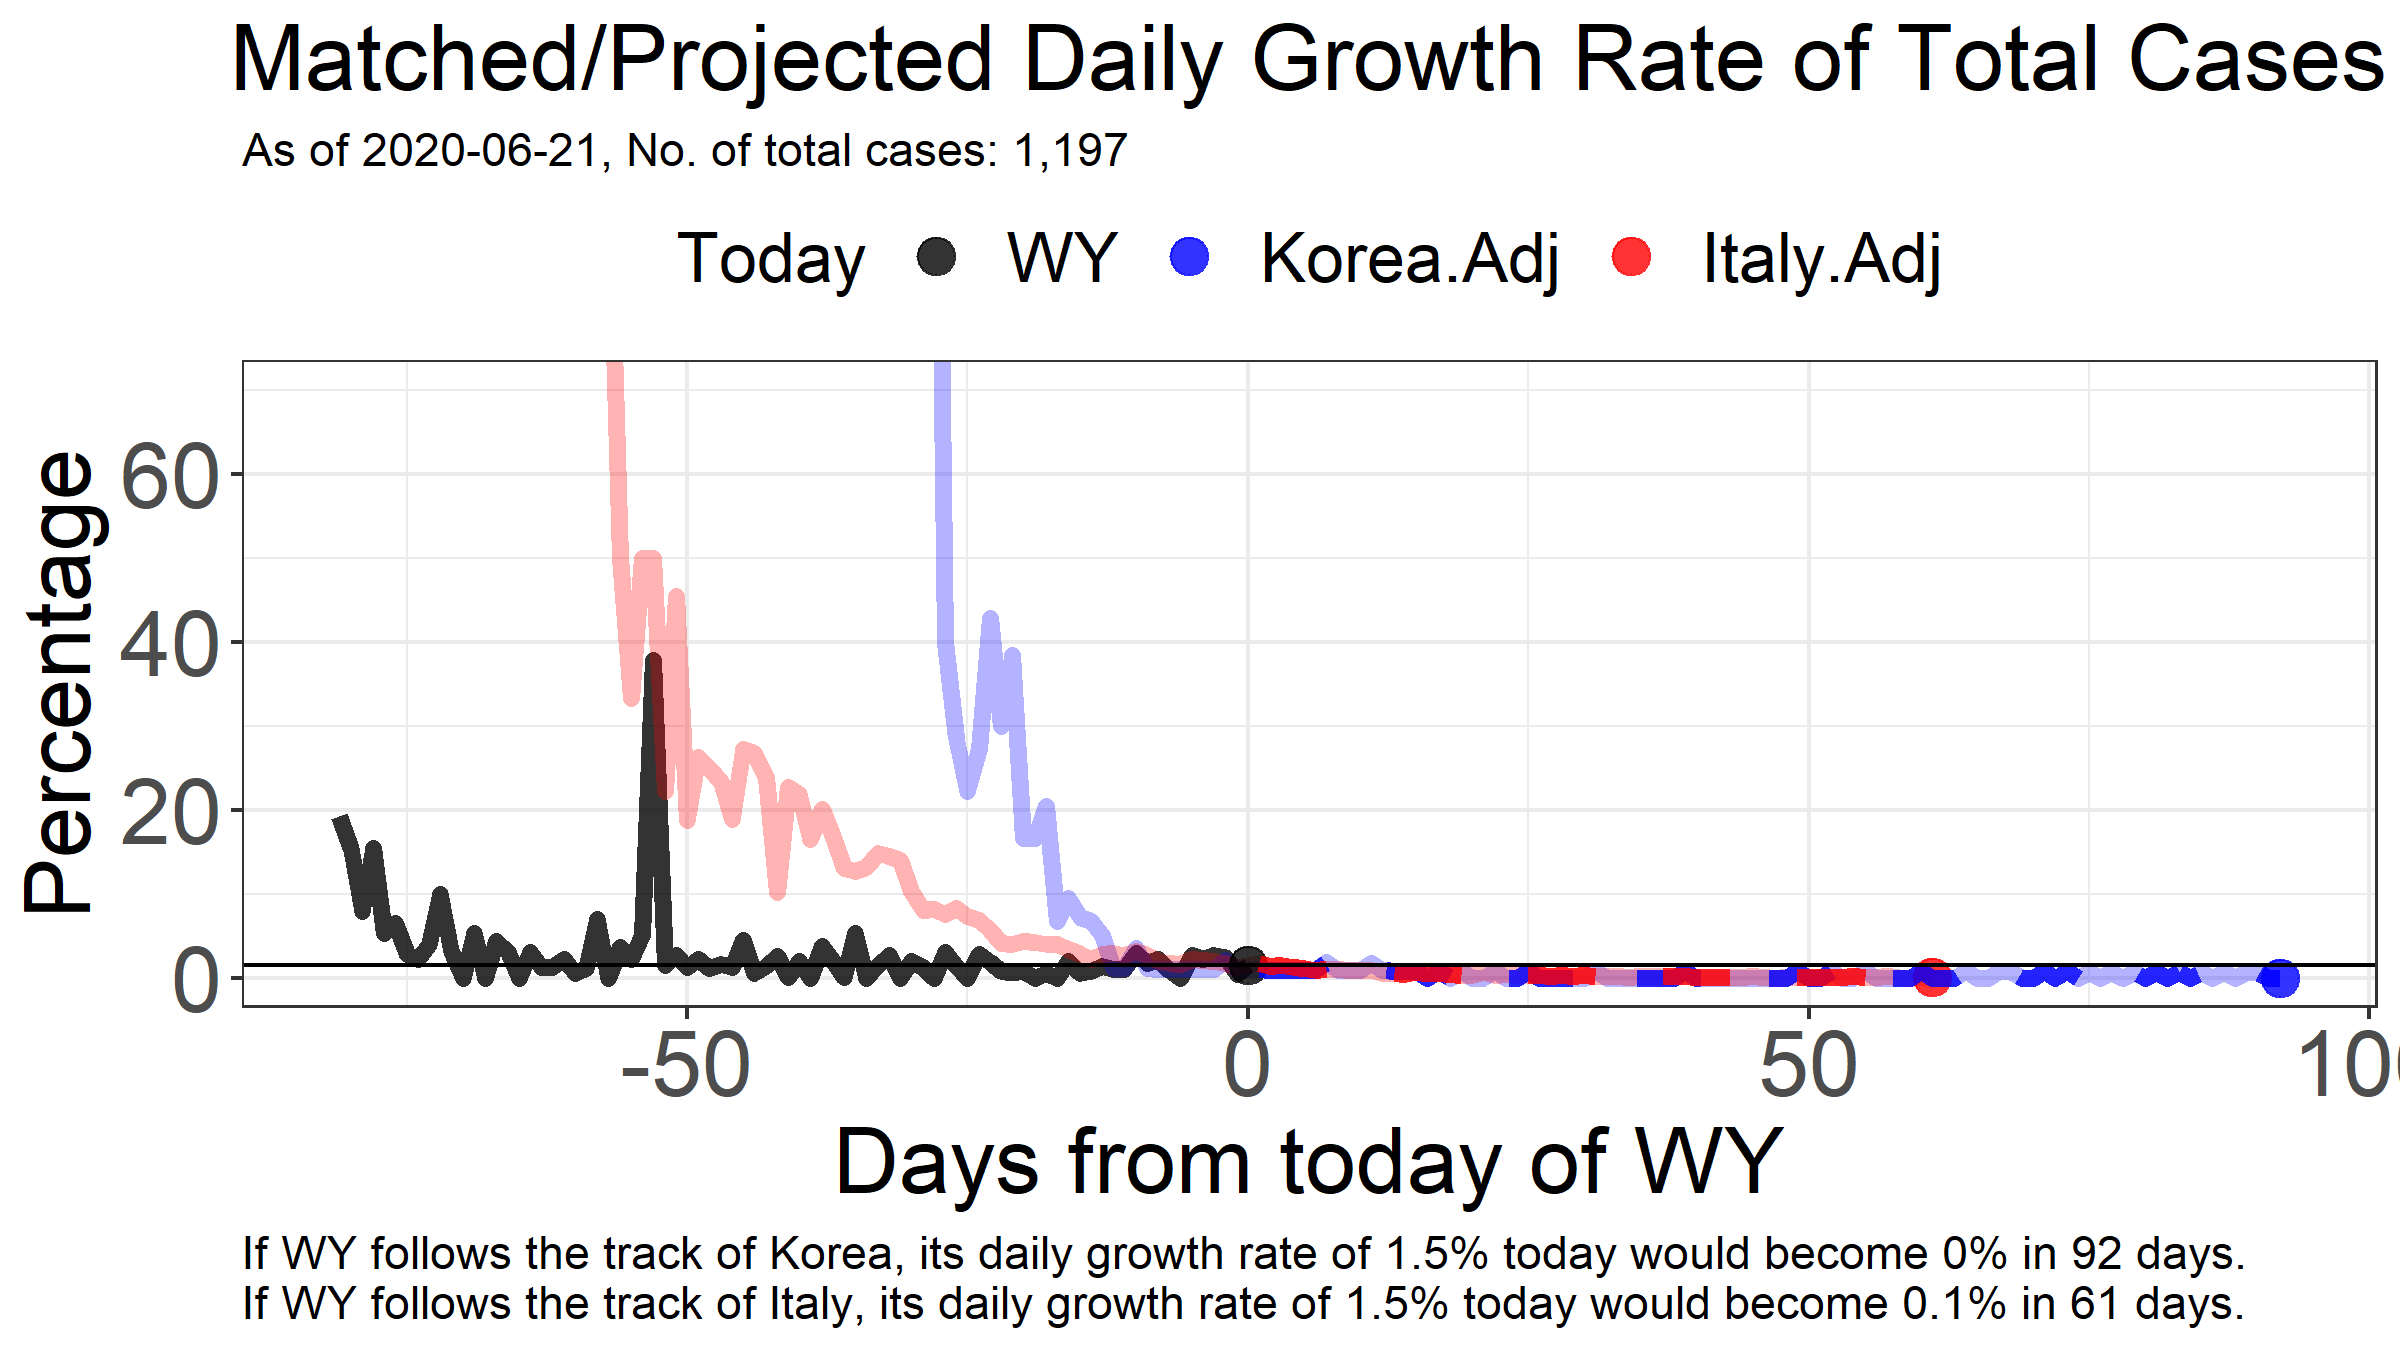 Matched/Projected Daily Growth Rate of Total Cases
As of 2020-06-21, No. of total cases: 1,197
Today WY Korea.Adj Italy.Adj
Percentage
60
40
20
0
-50 0 50 100
Days from today of WY
If WY follows the track of Korea, its daily growth rate of 1.5% today would become 0% in 92 days.
If WY follows the track of Italy, its daily growth rate of 1.5% today would become 0.1% in 61 days.